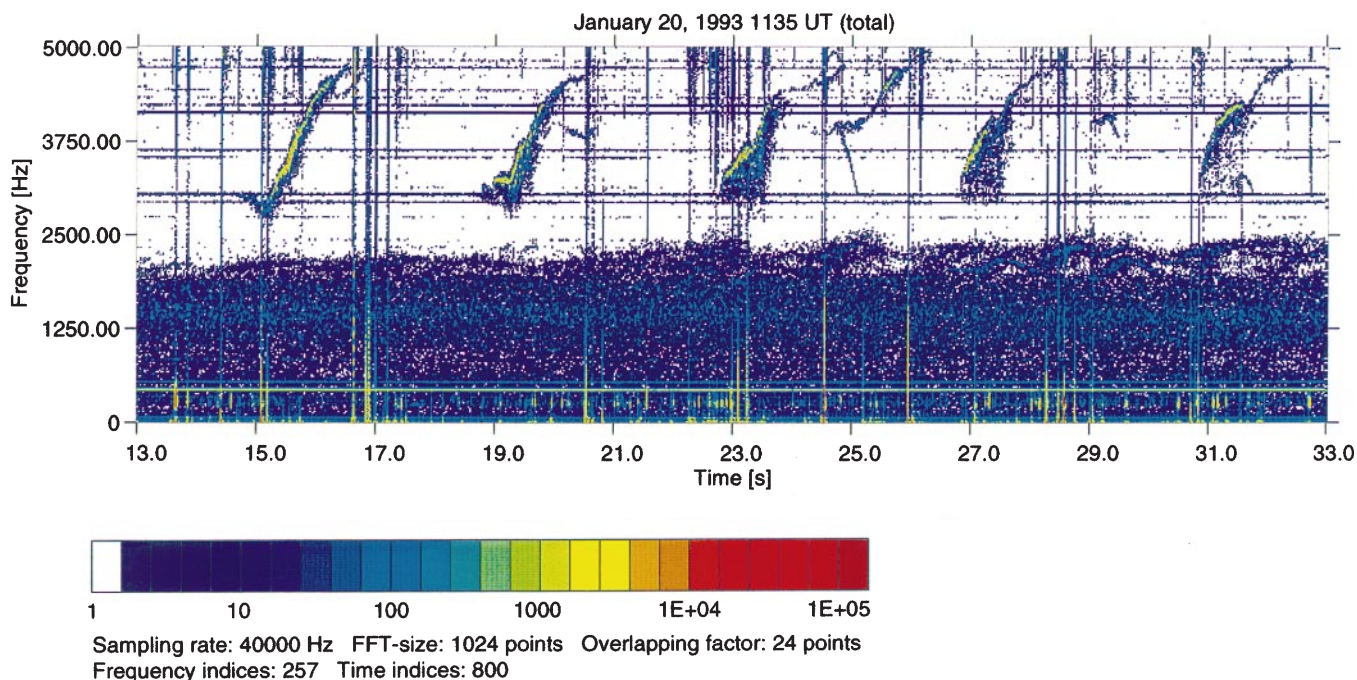 January 20, 1993 1135 UT (total)
5000.00
3750.00
2500.00
1250.00
0
Frequency [Hz]
13.0 15.0 17.0 19.0 21.0 23.0 25.0 27.0 29.0 31.0 33.0
Time [s]
1 10 100 1000 1E+04 1E+05
Sampling rate: 40000 Hz FFT-size: 1024 points Overlapping factor: 24 points
Frequency indices: 257 Time indices: 800